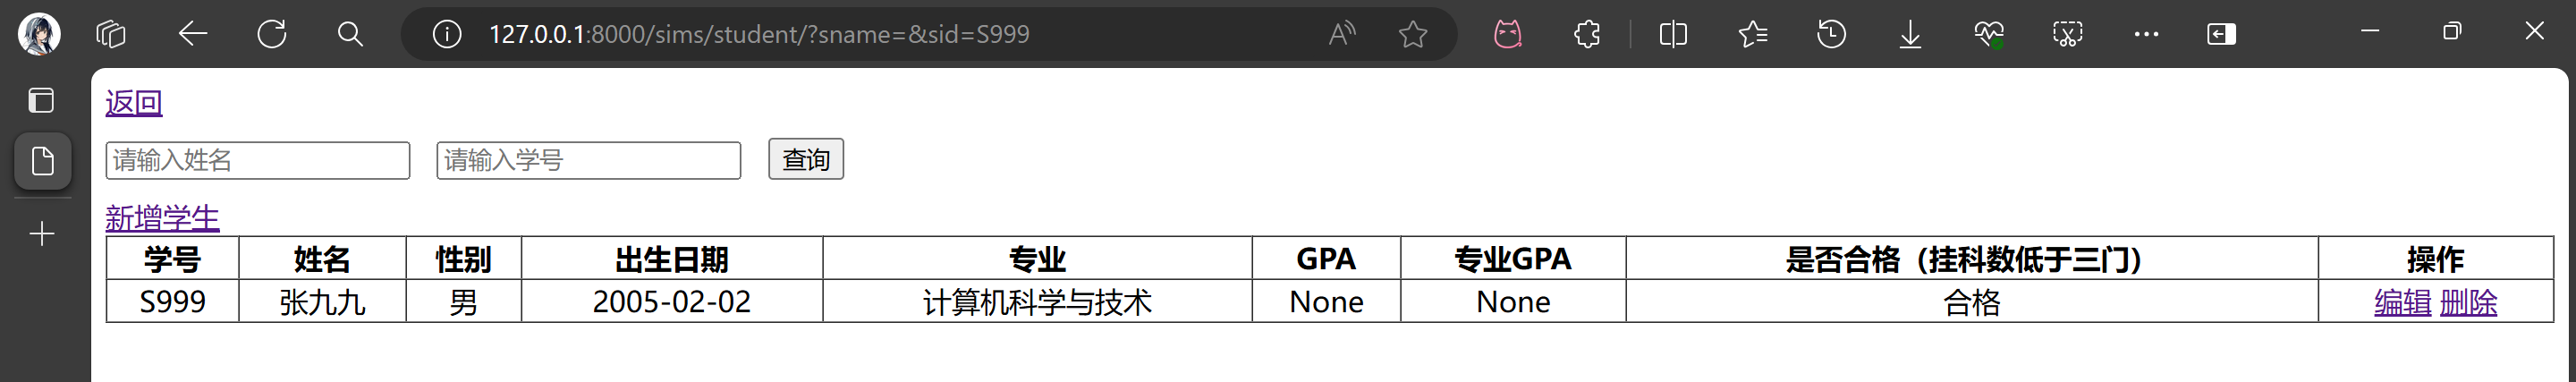 127.0.0.1:8000/sims/student/?sname=&sid=S999
返回
请输入姓名 请输入学号 查询
新增学生
学号 姓名 性别 出生日期 专业 GPA 专业GPA 是否合格（挂科数低于三门） 操作
S999 张九九 男 2005-02-02 计算机科学与技术 None None 合格 编辑 删除